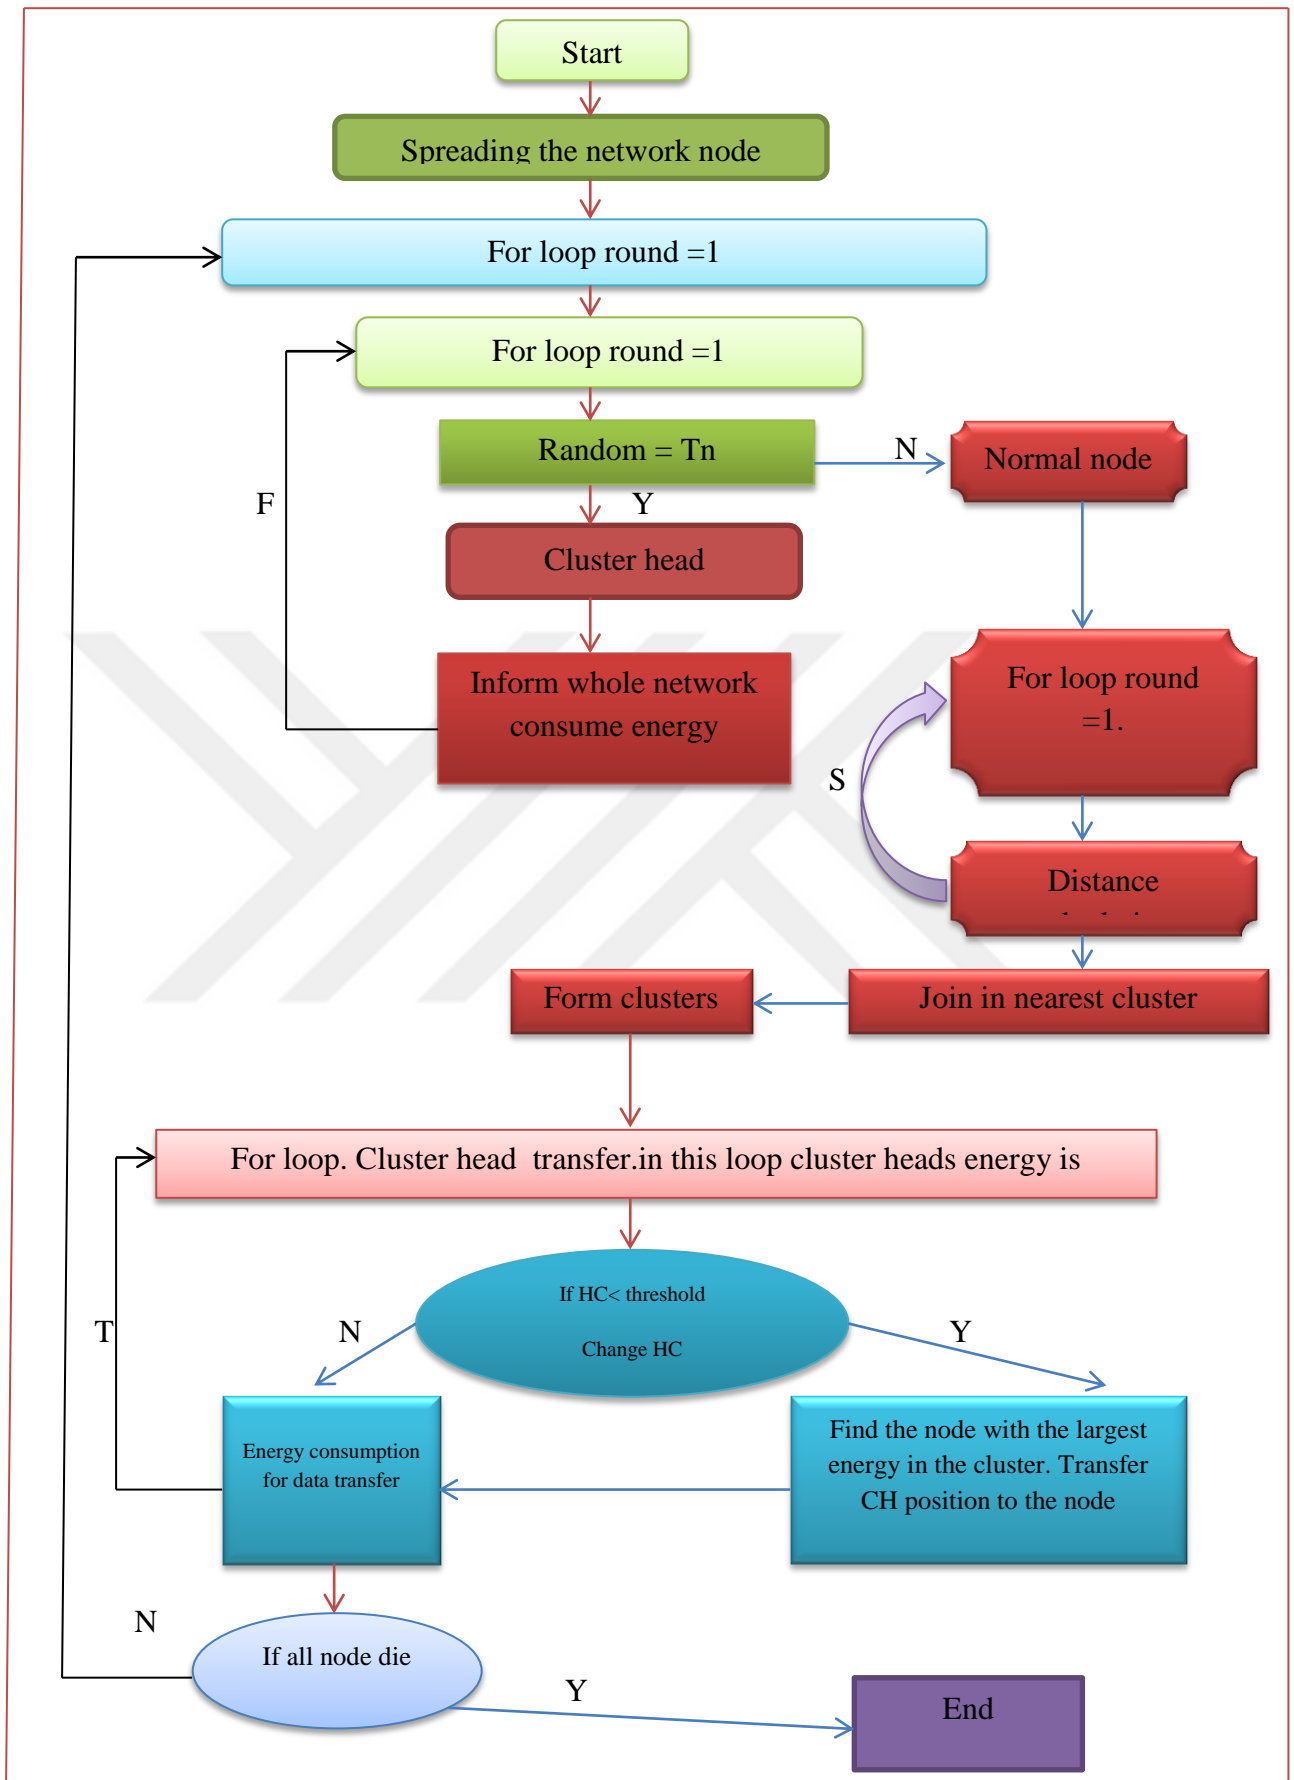 Start
Spreading the network node
For loop round =1
For loop round =1
Random = Tn
N
Normal node
F
Y
Cluster head
Inform whole network
consume energy
For loop round
=1.
S
Distance
Form clusters
Join in nearest cluster
For loop. Cluster head transfer.in this loop cluster heads energy is
If HC< threshold
Change HC
T
N
Y
Energy consumption
for data transfer
Find the node with the largest
energy in the cluster. Transfer
CH position to the node
N
If all node die
Y
End